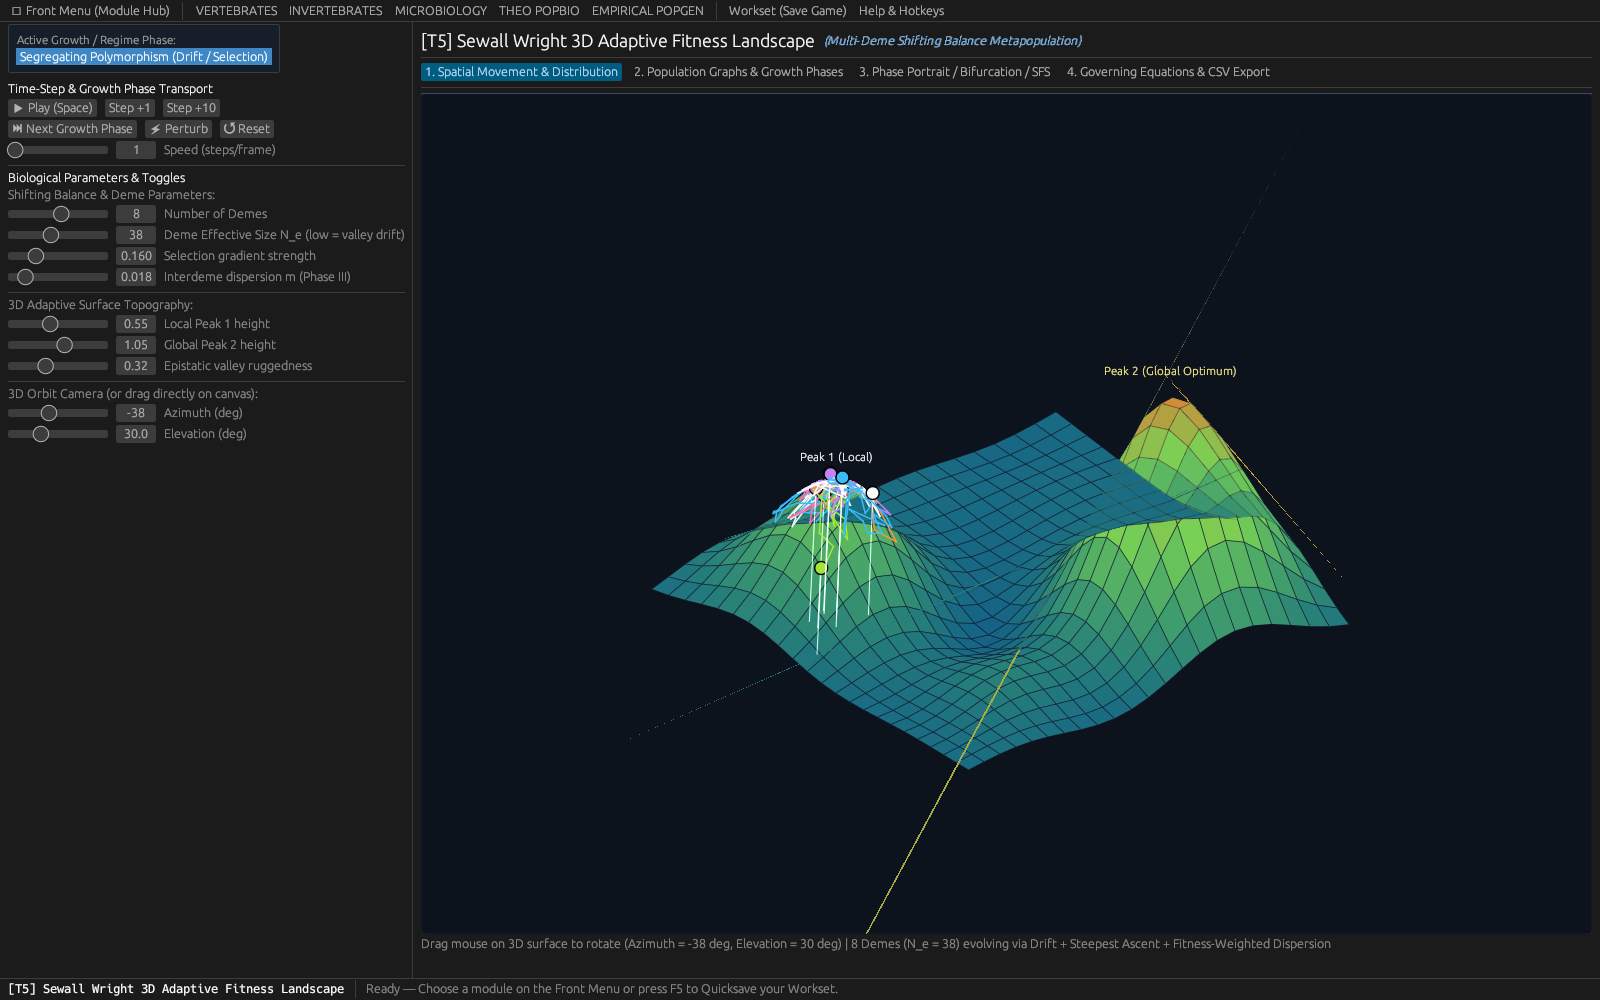 Front Menu (Module Hub) VERTEBRATES INVERTEBRATES MICROBIOLOGY THEO POPBIO EMPIRICAL POPGEN Workset (Save Game) Help & Hotkeys
Active Growth / Regime Phase:
Segregating Polymorphism (Drift / Selection)
Time-Step & Growth Phase Transport
▶ Play (Space) Step +1 Step +10
⏭ Next Growth Phase ⚡ Perturb ↺ Reset
1 Speed (steps/frame)
Biological Parameters & Toggles
Shifting Balance & Deme Parameters:
8 Number of Demes
38 Deme Effective Size N_e (low = valley drift)
0.160 Selection gradient strength
0.018 Interdeme dispersion m (Phase III)
3D Adaptive Surface Topography:
0.55 Local Peak 1 height
1.05 Global Peak 2 height
0.32 Epistatic valley ruggedness
3D Orbit Camera (or drag directly on canvas):
-38 Azimuth (deg)
30.0 Elevation (deg)
[T5] Sewall Wright 3D Adaptive Fitness Landscape (Multi-Deme Shifting Balance Metapopulation)
1. Spatial Movement & Distribution 2. Population Graphs & Growth Phases 3. Phase Portrait / Bifurcation / SFS 4. Governing Equations & CSV Export
Peak 2 (Global Optimum)
Peak 1 (Local)
Drag mouse on 3D surface to rotate (Azimuth = -38 deg, Elevation = 30 deg) | 8 Demes (N_e = 38) evolving via Drift + Steepest Ascent + Fitness-Weighted Dispersion
[T5] Sewall Wright 3D Adaptive Fitness Landscape Ready — Choose a module on the Front Menu or press F5 to Quicksave your Workset.